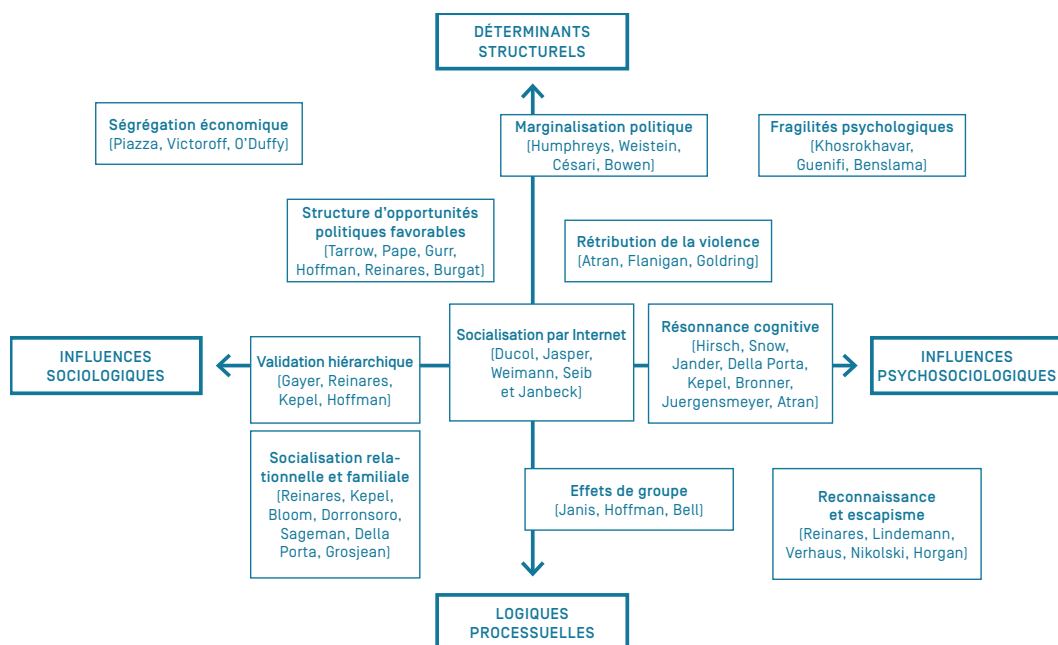 DÉTERMINANTS
STRUCTURELS
Ségrégation économique
(Piazza, Victoroff, O'Duffy)
Marginalisation politique
(Humphreys, Weistein,
Césari, Bowen)
Fragilités psychologiques
(Khosrokhavar,
Guenifi, Benslama)
Structure d'opportunités
politiques favorables
(Tarrow, Pape, Gurr,
Hoffman, Reinares, Burgat)
Rétribution de la violence
(Atran, Flanigan, Goldring)
INFLUENCES
SOCIOLOGIQUES
Validation hiérarchique
(Gayer, Reinares,
Kepel, Hoffman)
Socialisation par Internet
(Ducol, Jasper,
Weimann, Seib
et Janbeck)
Résonnance cognitive
(Hirsch, Snow,
Jander, Della Porta,
Kepel, Bronner,
Juergensmeyer, Atran)
INFLUENCES
PSYCHOSOCIOLOGIQUES
Socialisation rela-
tionnelle et familiale
(Reinares, Kepel,
Bloom, Dorronsoro,
Sageman, Della
Porta, Grosjean)
Effets de groupe
(Janis, Hoffman, Bell)
Reconnaissance
et escapisme
(Reinares, Lindemann,
Verhaus, Nikolski, Horgan)
LOGIQUES
PROCESSUELLES